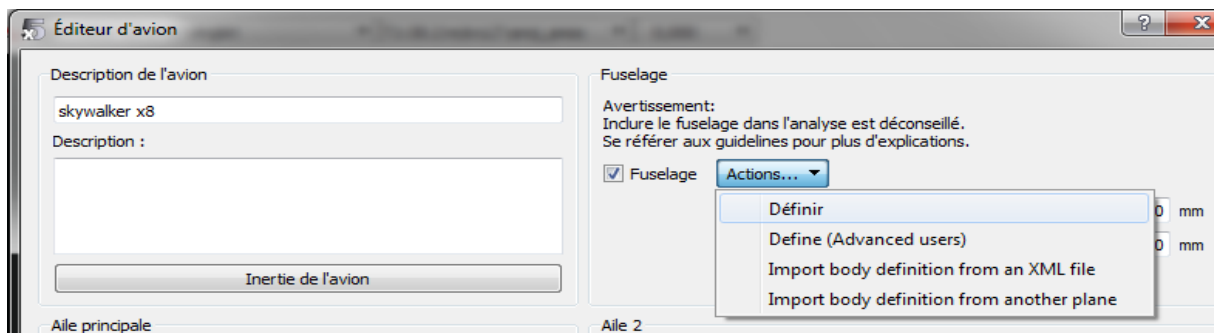 Éditeur d'avion
Description de l'avion
skywalker x8
Description :
Inertie de l'avion
Aile principale
Fuselage
Avertissement:
Inclure le fuselage dans l'analyse est déconseillé.
Se référer aux guidelines pour plus d'explications.
Fuselage Actions...
Définir
Define (Advanced users)
Import body definition from an XML file
Import body definition from another plane
0 mm
0 mm
Aile 2